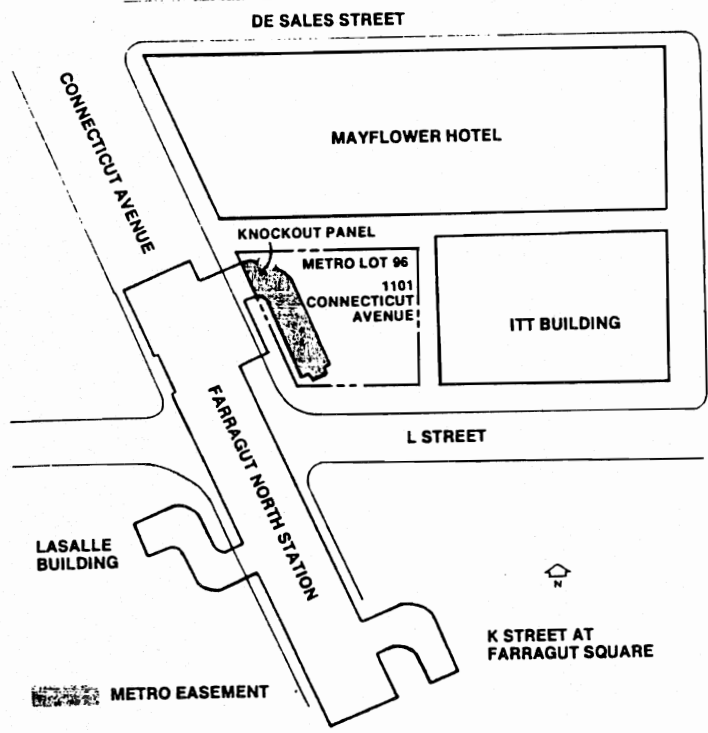 DE SALES STREET
CONNECTICUT AVENUE
MAYFLOWER HOTEL
KNOCKOUT PANEL
METRO LOT 96
1101
CONNECTICUT
AVENUE
ITT BUILDING
L STREET
FARRAGUT NORTH STATION
LASALLE
BUILDING
N
K STREET AT
FARRAGUT SQUARE
METRO EASEMENT